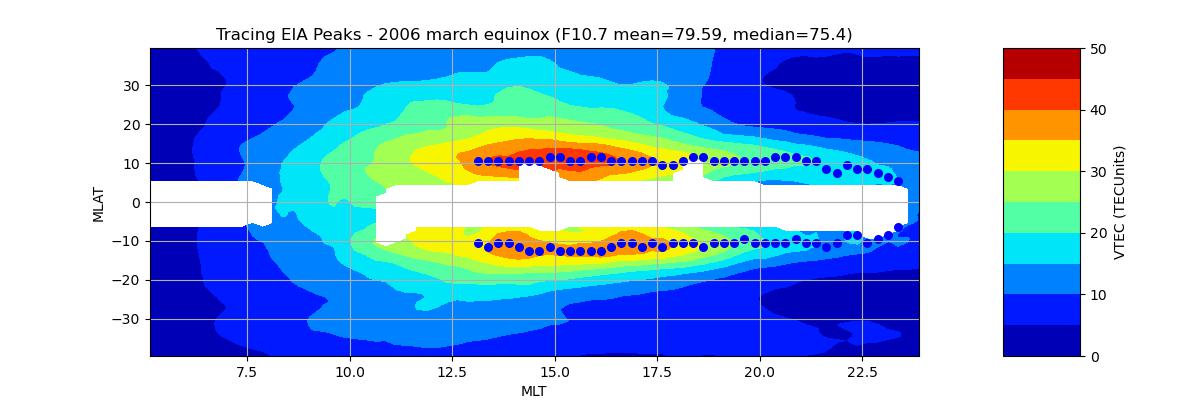 Tracing EIA Peaks - 2006 march equinox (F10.7 mean=79.59, median=75.4)
30
20
10
0
−10
−20
−30
MLAT
7.5 10.0 12.5 15.0 17.5 20.0 22.5
MLT
50
40
30
20
10
0
VTEC (TECUnits)